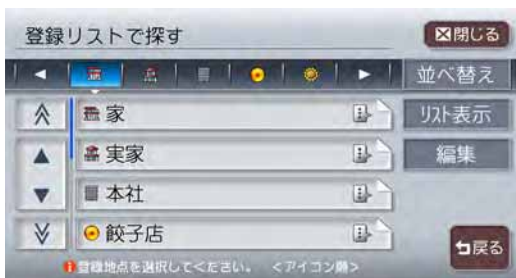 登録リストで探す
閉じる
並べ替え
家
リスト表示
実家
編集
本社
餃子店
戻る
登録地点を選択してください。 <アイコン順>